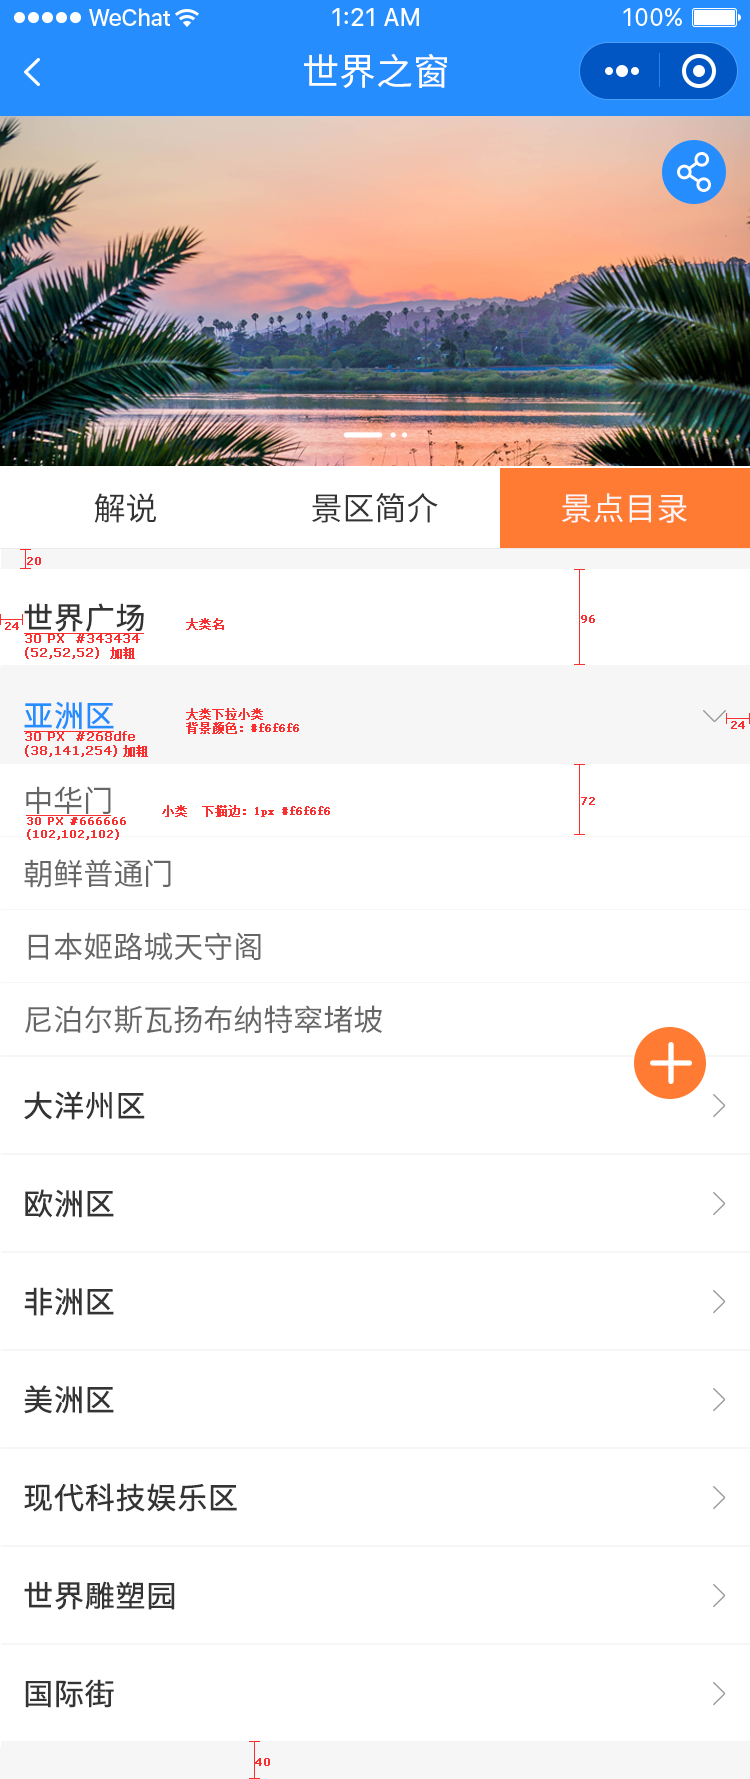 WeChat 1:21 AM 100%
世界之窗
解说 景区简介 景点目录
20
世界广场 大类名 96
24
30 PX #343434
(52,52,52) 加粗
亚洲区 大类下拉小类
背景颜色：#f6f6f6
24
30 PX #268dfe
(38,141,254) 加粗
中华门 小类 下描边：1px #f6f6f6 72
30 PX #666666
(102,102,102)
朝鲜普通门
日本姬路城天守阁
尼泊尔斯瓦扬布纳特窣堵坡
大洋州区
欧洲区
非洲区
美洲区
现代科技娱乐区
世界雕塑园
国际街
40